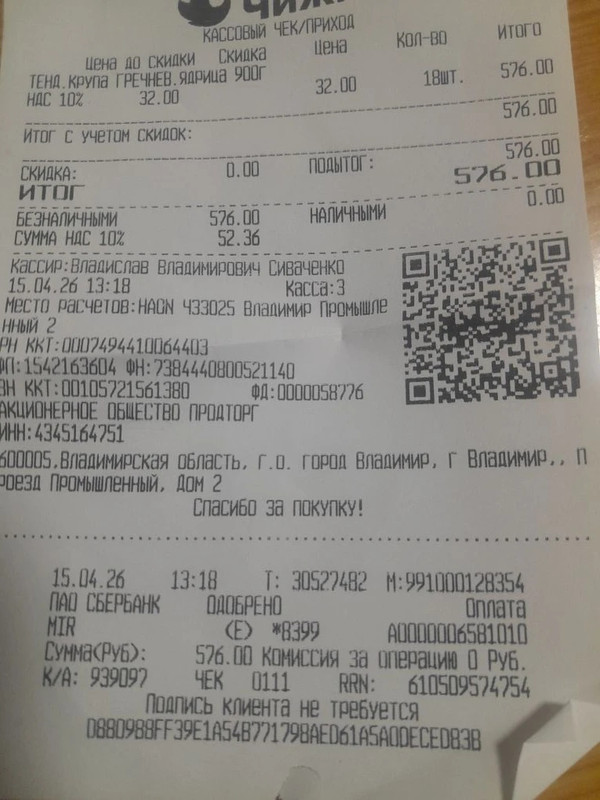 КАССОВЫЙ ЧЕК/ПРИХОД
Цена до скидки Скидка Цена КОЛ-ВО ИТОГО
ТЕНД.КРУПА ГРЕЧНЕВ.ЯДРИЦА 900Г
НДС 10% 32.00 32.00 18шт. 576.00
576.00
ИТОГ С УЧЕТОМ СКИДОК:
576.00
СКИДКА: 0.00 ПОДЫТОГ: 576.00
ИТОГ
БЕЗНАЛИЧНЫМИ 576.00 НАЛИЧНЫМИ 0.00
СУММА НДС 10% 52.36
Кассир:Владислав Владимирович Сиваченко
15.04.26 13:18 Касса:3
Место расчетов:HAGN Ч33025 Владимир Промышле
нный 2
РН ККТ:0007494410064403
ФП:1542163604 ФН:7384440800521140
ЗН ККТ:00105721561380 ФД:0000058776
АКЦИОНЕРНОЕ ОБЩЕСТВО ПРОДТОРГ
ИНН:4345164751
600005,Владимирская область, г.о. город Владимир, г Владимир,, П
роезд Промышленный, Дом 2
Спасибо за покупку!
15.04.26 13:18 Т: 30527482 М:991000128354
ПАО СБЕРБАНК ОДОБРЕНО Оплата
MIR (E) *8399 A0000006581010
Сумма(Руб): 576.00 Комиссия за операцию 0 Руб.
К/А: 939097 ЧЕК 0111 RRN: 610509574754
Подпись клиента не требуется
D880988FF39E1A54B771798AED61A5A0DECED83B